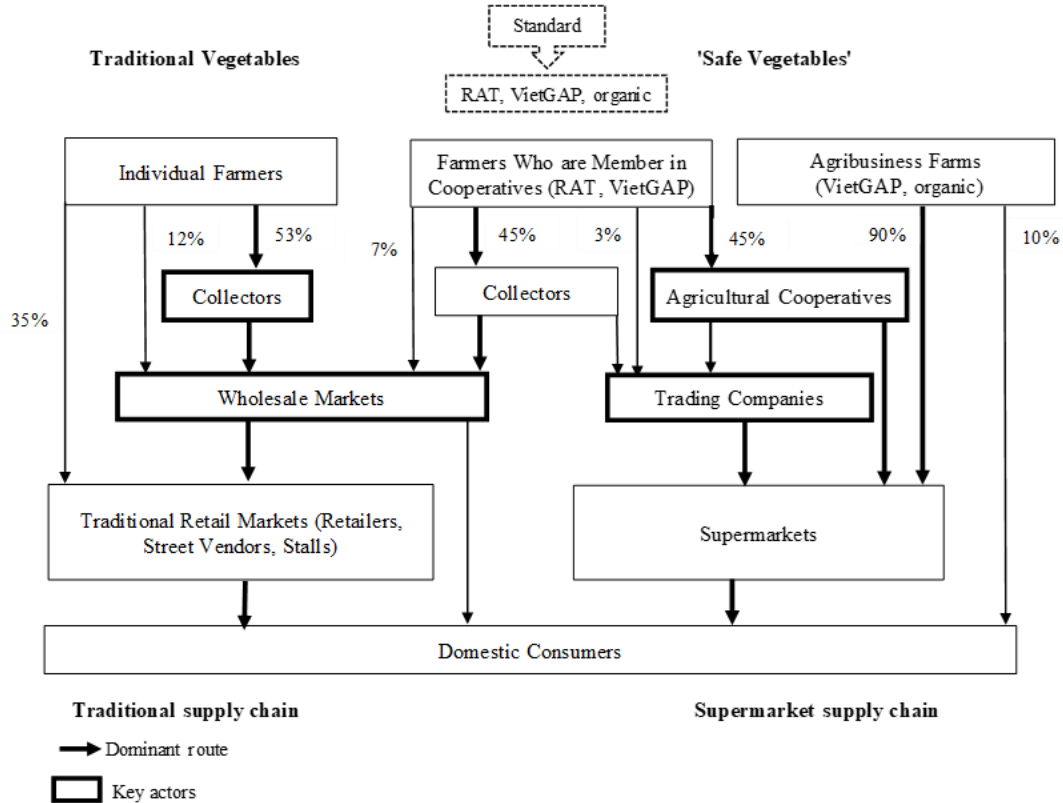 Standard
Traditional Vegetables
'Safe Vegetables'
RAT, VietGAP, organic
Individual Farmers
Farmers Who are Member in
Cooperatives (RAT, VietGAP)
Agribusiness Farms
(VietGAP, organic)
12%
53%
7%
45%
3%
45%
90%
10%
35%
Collectors
Collectors
Agricultural Cooperatives
Wholesale Markets
Trading Companies
Traditional Retail Markets (Retailers,
Street Vendors, Stalls)
Supermarkets
Domestic Consumers
Traditional supply chain
Supermarket supply chain
Dominant route
Key actors